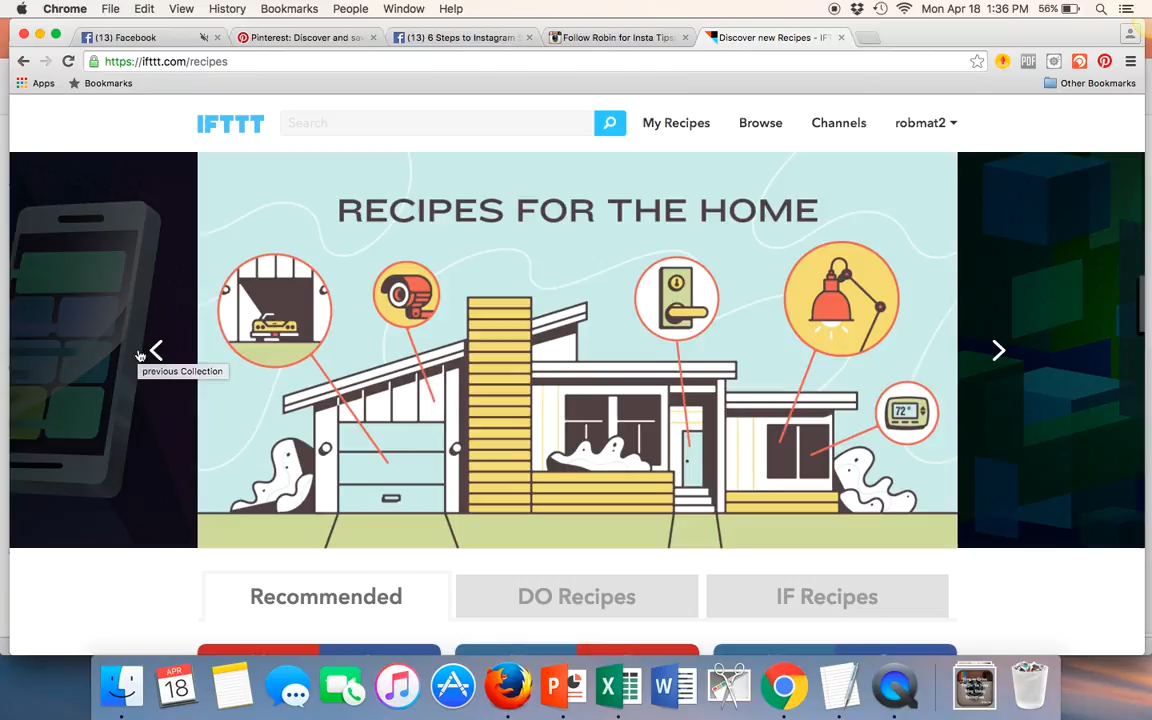 Chrome File Edit View History Bookmarks People Window Help Mon Apr 18 1:36 PM 56%
(13) Facebook Pinterest: Discover and sa (13) 6 Steps to Instagram Follow Robin for Insta Tips Discover new Recipes - IF
https://ifttt.com/recipes PDF
Apps Bookmarks Other Bookmarks
IFTTT Search My Recipes Browse Channels robmat2
RECIPES FOR THE HOME
previous Collection
72°
Recommended DO Recipes IF Recipes
APR
18